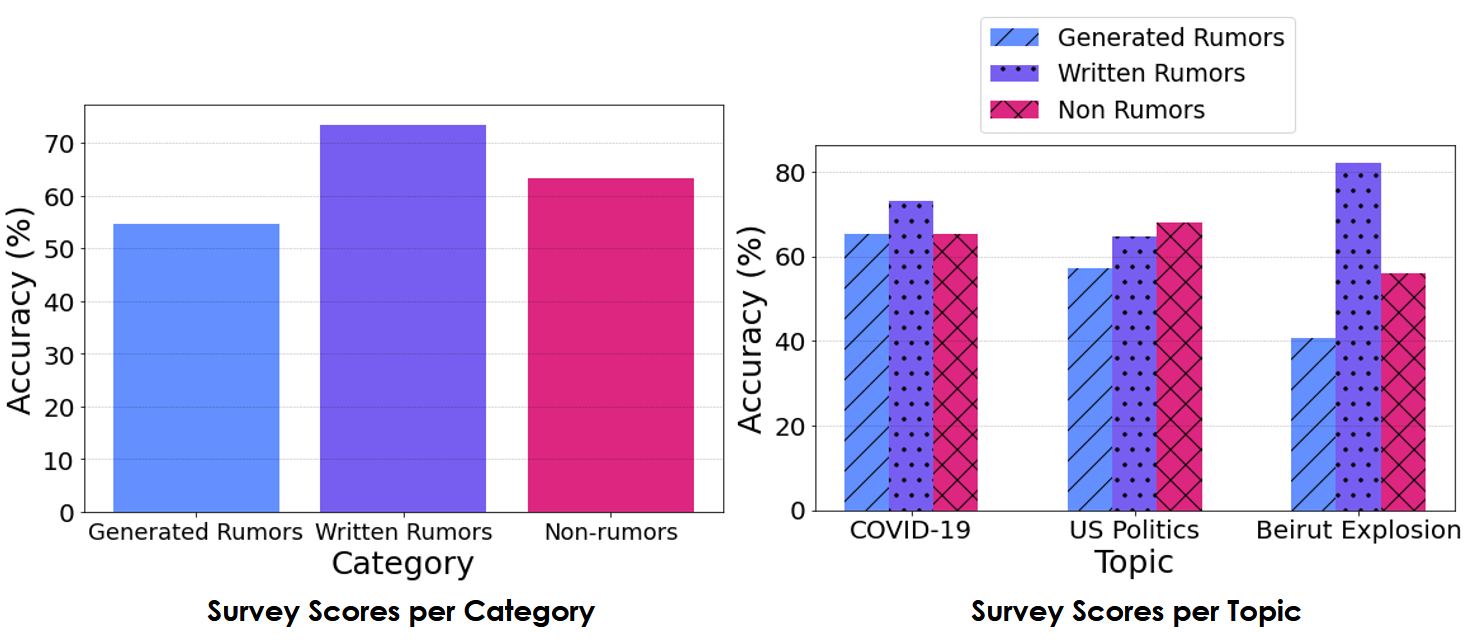 Accuracy (%)
70
60
50
40
30
20
10
0
Generated Rumors Written Rumors Non-rumors
Category
Survey Scores per Category
Generated Rumors
Written Rumors
Non Rumors
Accuracy (%)
80
60
40
20
0
COVID-19 US Politics Beirut Explosion
Topic
Survey Scores per Topic